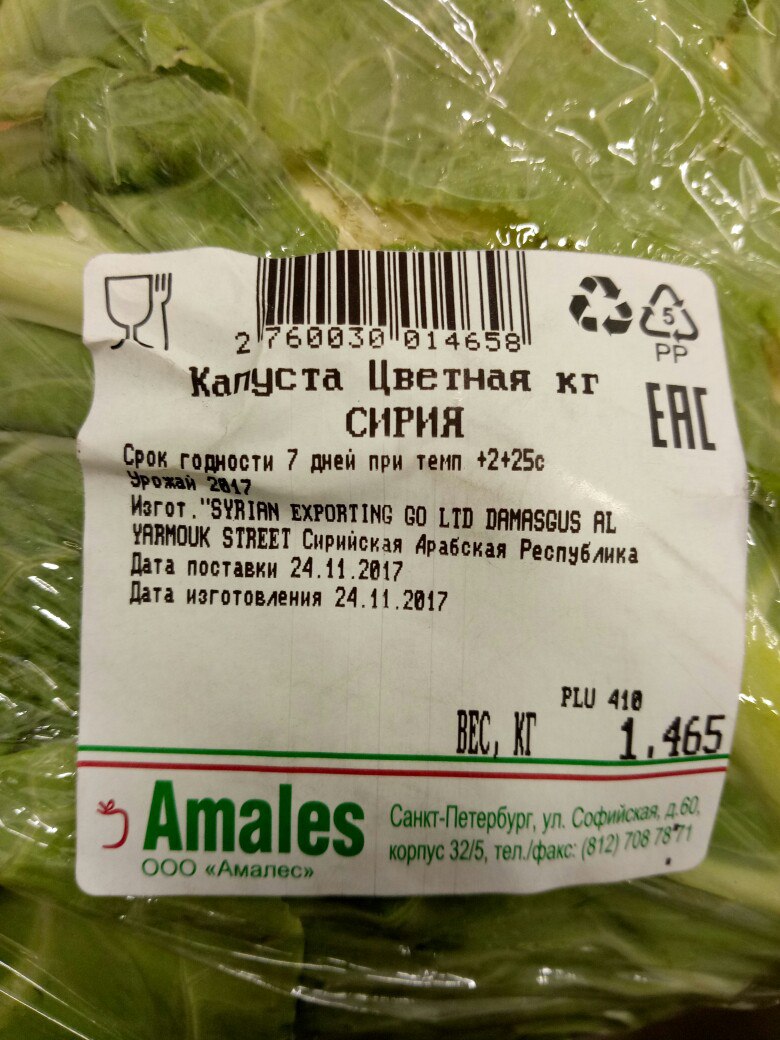 2 760030 014658
5
PP
EAC
Капуста Цветная кг
СИРИЯ
Срок годности 7 дней при темп +2+25с
Урожай 2017
Изгот."SYRIAN EXPORTING GO LTD DAMASGUS AL
YARMOUK STREET Сирийская Арабская Республика
Дата поставки 24.11.2017
Дата изготовления 24.11.2017
PLU 410
ВЕС, КГ 1.465
Amales
ООО «Амалес»
Санкт-Петербург, ул. Софийская, д.60,
корпус 32/5, тел./факс: (812) 708 78 71